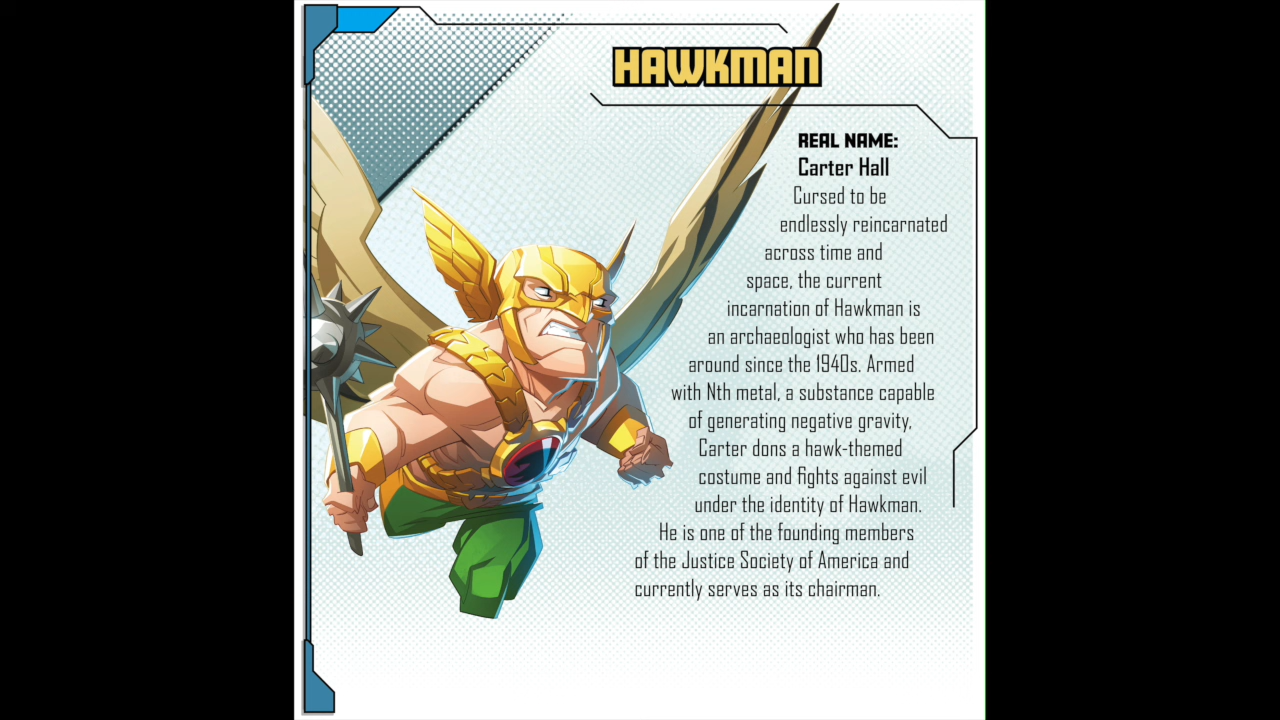 HAWKMAN
REAL NAME:
Carter Hall
Cursed to be
endlessly reincarnated
across time and
space, the current
incarnation of Hawkman is
an archaeologist who has been
around since the 1940s. Armed
with Nth metal, a substance capable
of generating negative gravity,
Carter dons a hawk-themed
costume and fights against evil
under the identity of Hawkman.
He is one of the founding members
of the Justice Society of America and
currently serves as its chairman.